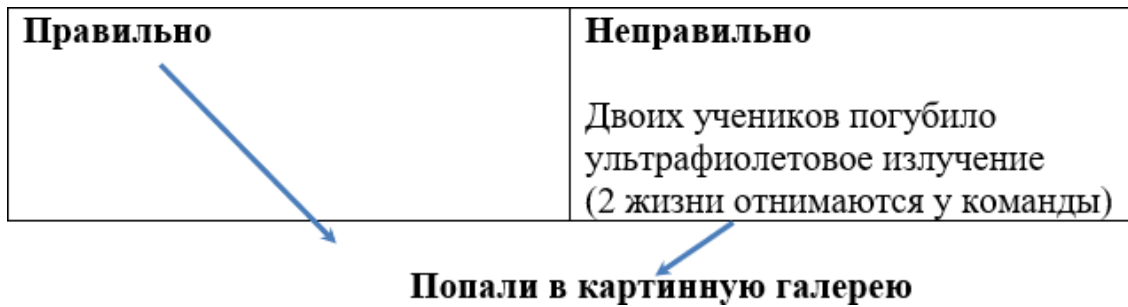 Правильно
Неправильно
Двоих учеников погубило
ультрафиолетовое излучение
(2 жизни отнимаются у команды)
Попали в картинную галерею